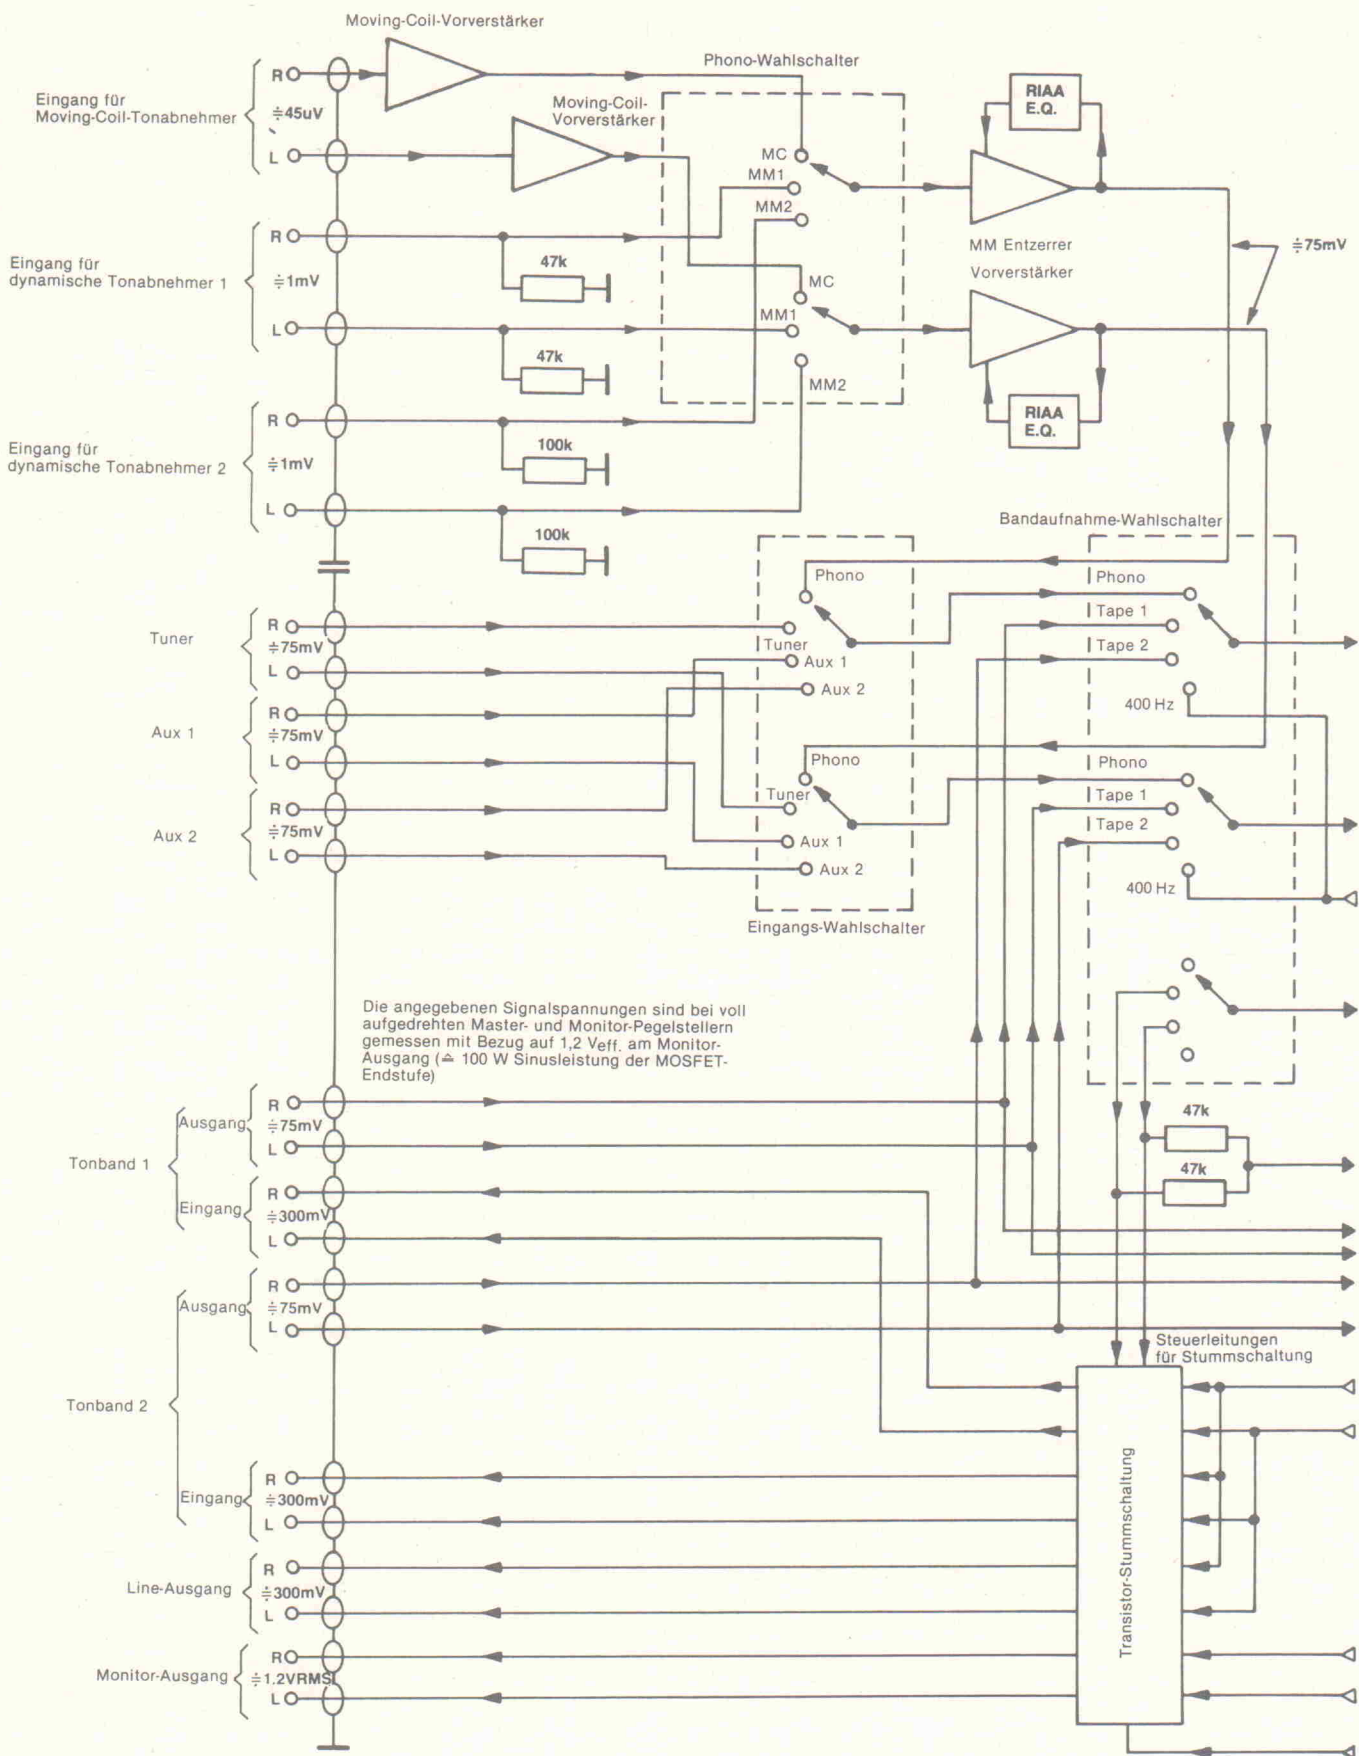 Moving-Coil-Vorverstärker
Phono-Wahlschalter
Eingang für
Moving-Coil-Tonabnehmer
R
≑45uV
L
Moving-Coil-
Vorverstärker
RIAA
E.Q.
MC
MM1
MM2
MM Entzerrer
Vorverstärker
≑75mV
Eingang für
dynamische Tonabnehmer 1
R
≑1mV
L
47k
47k
MC
MM1
MM2
RIAA
E.Q.
Eingang für
dynamische Tonabnehmer 2
R
≑1mV
L
100k
100k
Bandaufnahme-Wahlschalter
Tuner
R
≑75mV
L
Phono
Tuner
Aux 1
Aux 2
Phono
Tape 1
Tape 2
400 Hz
Aux 1
R
≑75mV
L
Aux 2
R
≑75mV
L
Phono
Tuner
Aux 1
Aux 2
Phono
Tape 1
Tape 2
400 Hz
Eingangs-Wahlschalter
Die angegebenen Signalspannungen sind bei voll
aufgedrehten Master- und Monitor-Pegelstellern
gemessen mit Bezug auf 1,2 Veff. am Monitor-
Ausgang (≙ 100 W Sinusleistung der MOSFET-
Endstufe)
Tonband 1
Ausgang
R
≑75mV
L
Eingang
R
≑300mV
L
47k
47k
Tonband 2
Ausgang
R
≑75mV
L
Eingang
R
≑300mV
L
Steuerleitungen
für Stummschaltung
Transistor-Stummschaltung
Line-Ausgang
R
≑300mV
L
Monitor-Ausgang
R
≑1.2VRMS
L